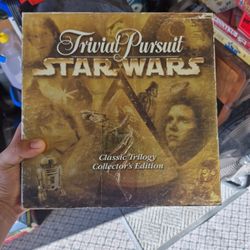 Trivial Pursuit
STAR WARS
Classic Trilogy
Collector's Edition